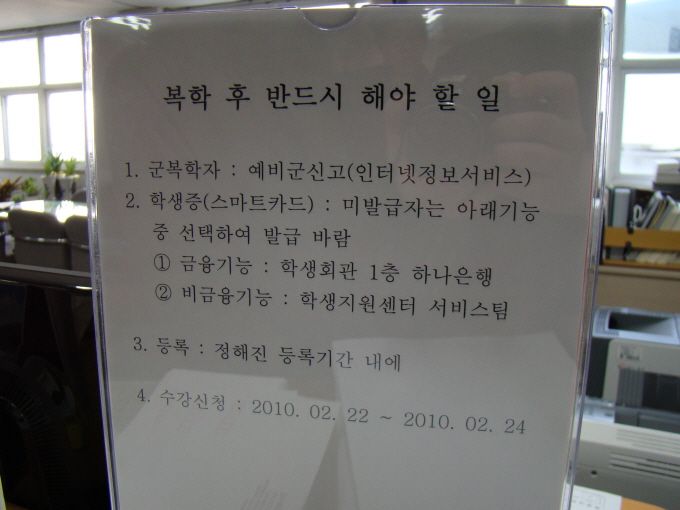 복학 후 반드시 해야 할 일
1. 군복학자 : 예비군신고(인터넷정보서비스)
2. 학생증(스마트카드) : 미발급자는 아래기능
중 선택하여 발급 바람
① 금융기능 : 학생회관 1층 하나은행
② 비금융기능 : 학생지원센터 서비스팀
3. 등록 : 정해진 등록기간 내에
4. 수강신청 : 2010. 02. 22 ~ 2010. 02. 24